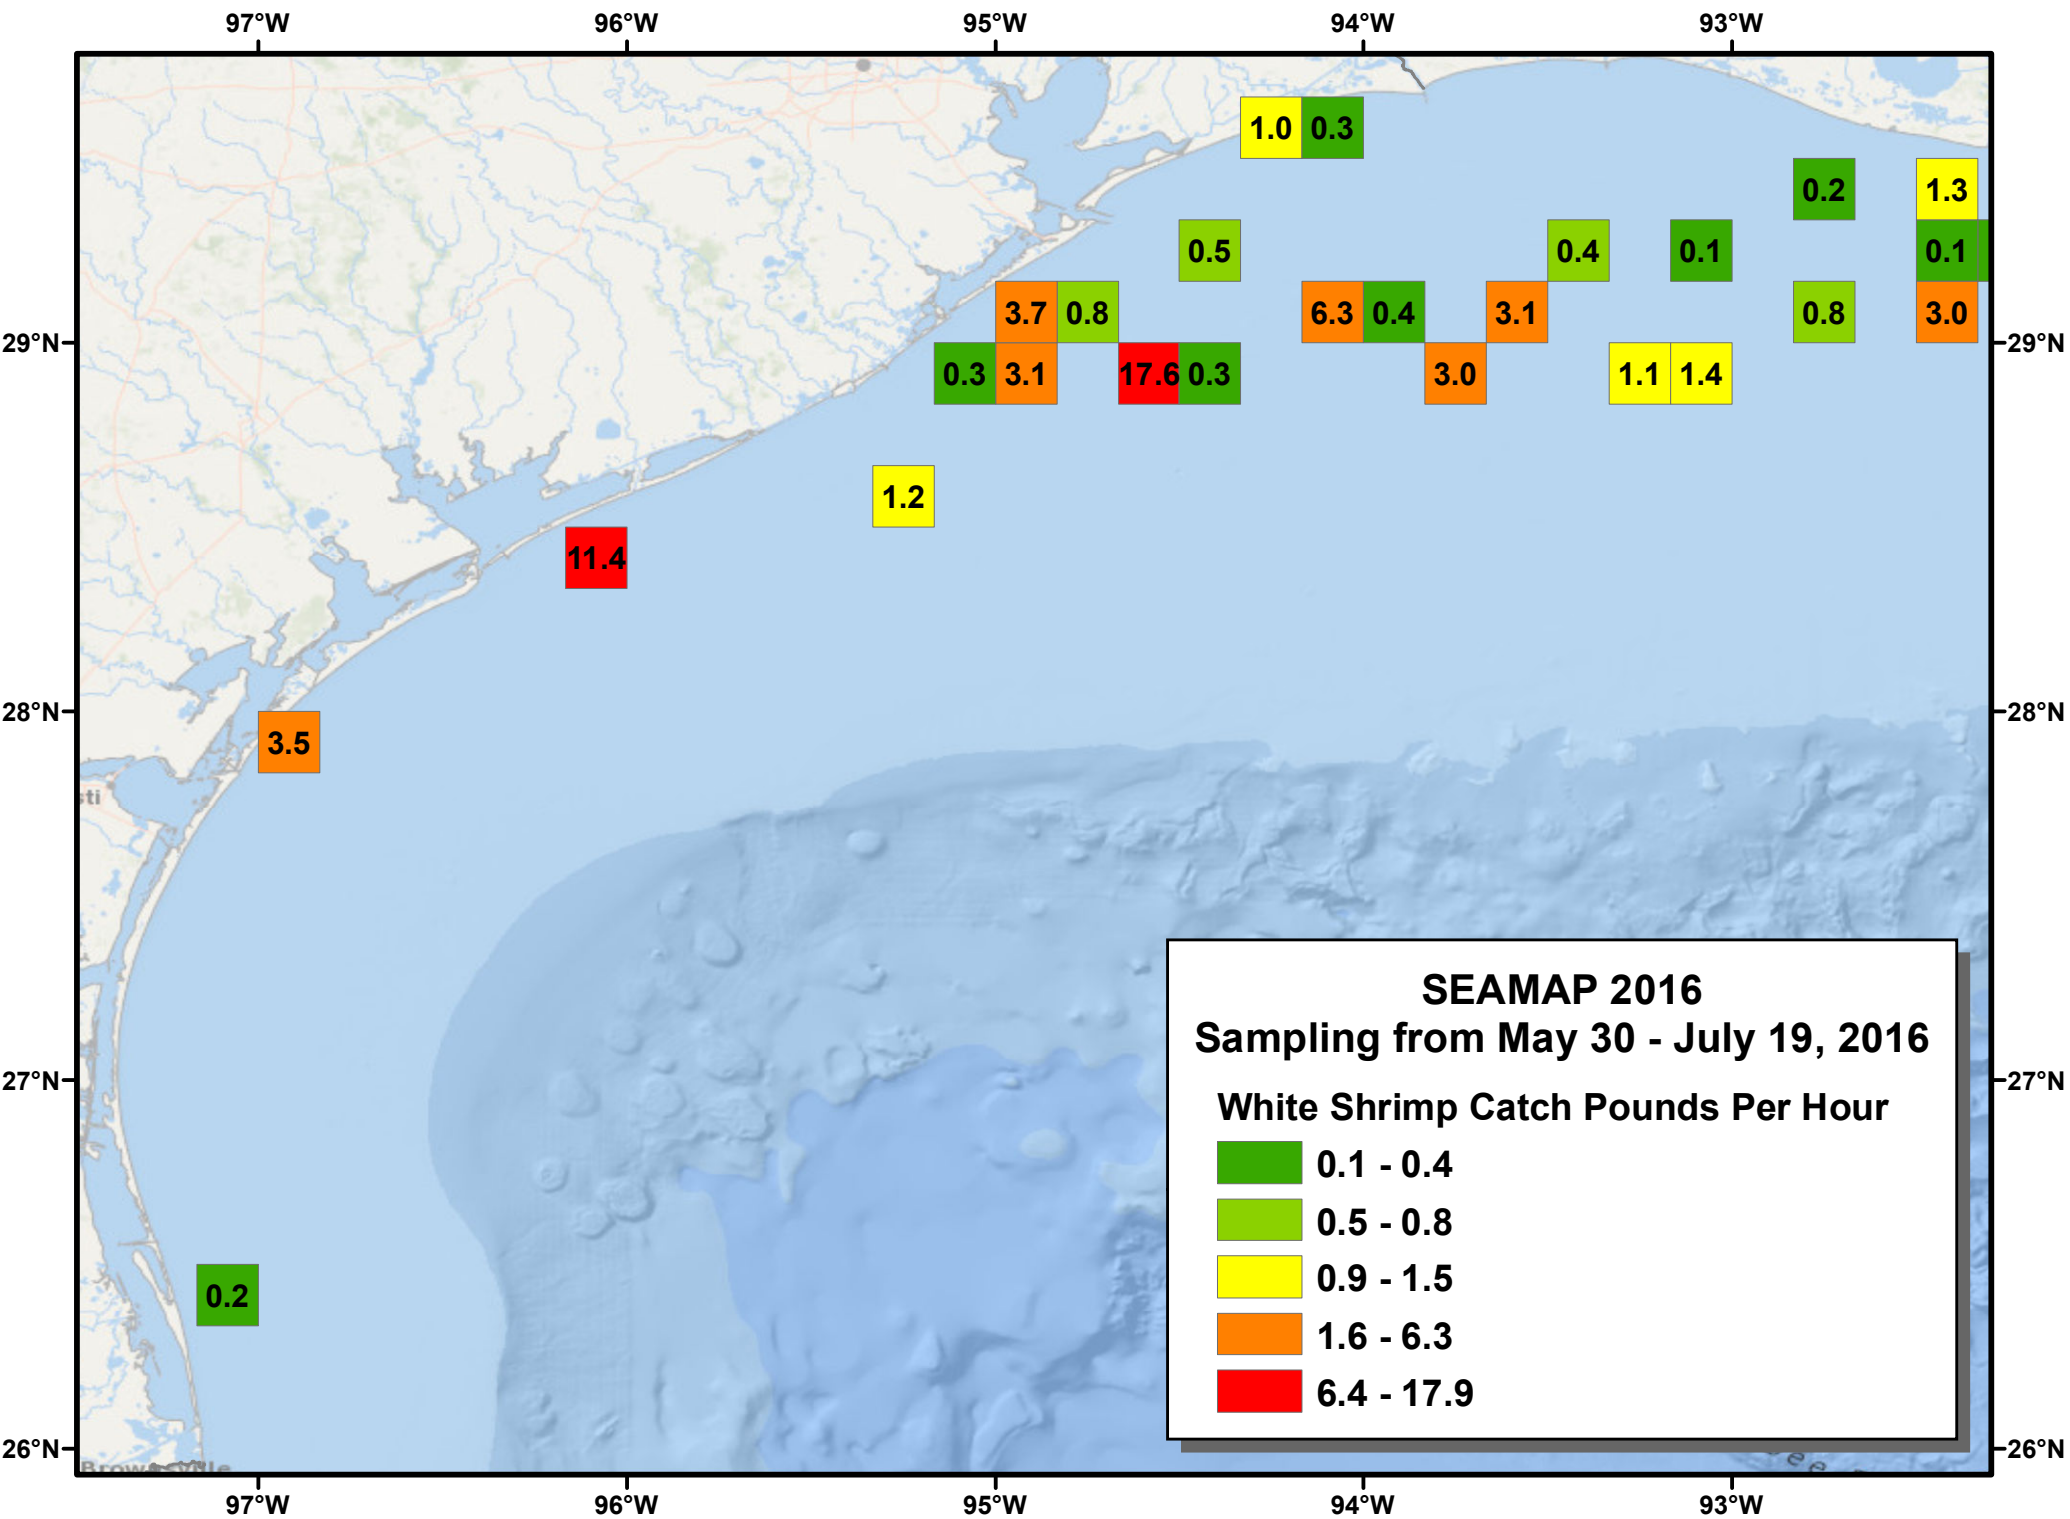 97°W 96°W 95°W 94°W 93°W
1.0 0.3
0.2 1.3
0.5 0.4 0.1 0.1
3.7 0.8 6.3 0.4 3.1 0.8 3.0
29°N 29°N
0.3 3.1 17.6 0.3 3.0 1.1 1.4
1.2
11.4
28°N 28°N
3.5
sti
SEAMAP 2016
Sampling from May 30 - July 19, 2016
27°N 27°N
White Shrimp Catch Pounds Per Hour
0.1 - 0.4
0.5 - 0.8
0.9 - 1.5
0.2
1.6 - 6.3
6.4 - 17.9
26°N 26°N
Brownsville
97°W 96°W 95°W 94°W 93°W